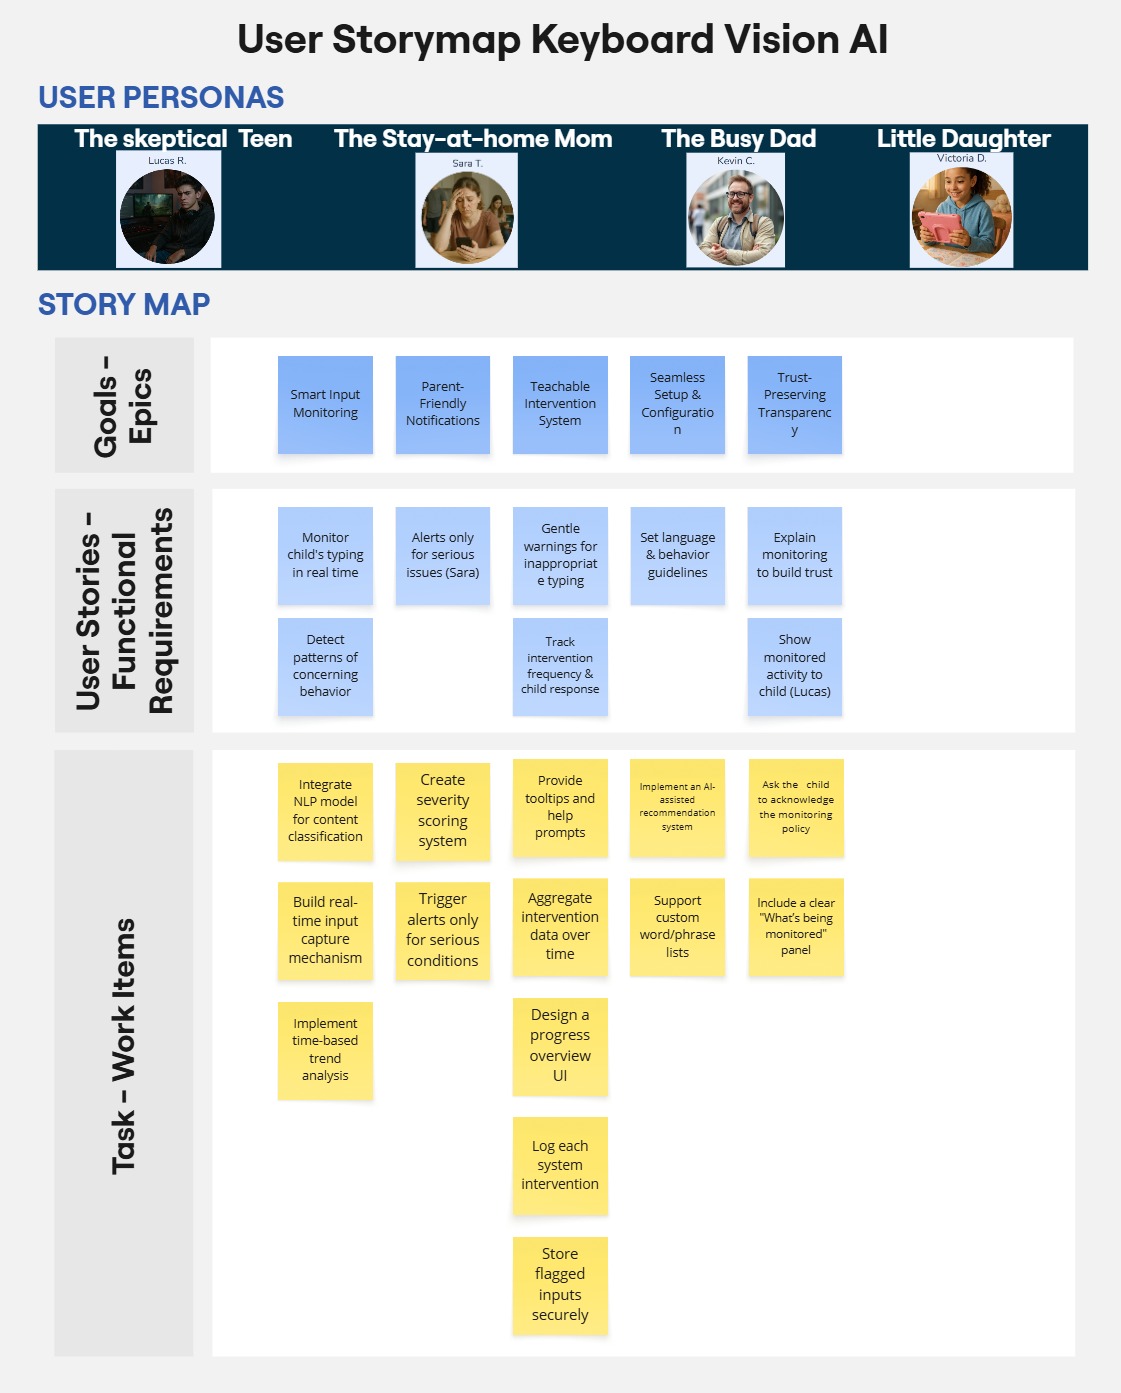 User Storymap Keyboard Vision AI
USER PERSONAS
The skeptical Teen
Lucas R.
The Stay-at-home Mom
Sara T.
The Busy Dad
Kevin C.
Little Daughter
Victoria D.
STORY MAP
Goals –
Epics
Smart Input
Monitoring
Parent-
Friendly
Notifications
Teachable
Intervention
System
Seamless
Setup &
Configuratio
n
Trust-
Preserving
Transparenc
y
User Stories –
Functional
Requirements
Monitor
child's typing
in real time
Alerts only
for serious
issues (Sara)
Gentle
warnings for
inappropriat
e typing
Set language
& behavior
guidelines
Explain
monitoring
to build trust
Detect
patterns of
concerning
behavior
Track
intervention
frequency &
child response
Show
monitored
activity to
child (Lucas)
Task – Work Items
Integrate
NLP model
for content
classification
Create
severity
scoring
system
Provide
tooltips and
help
prompts
Implement an AI-
assisted
recommendation
system
Ask the child
to acknowledge
the monitoring
policy
Build real-
time input
capture
mechanism
Trigger
alerts only
for serious
conditions
Aggregate
intervention
data over
time
Support
custom
word/phrase
lists
Include a clear
"What's being
monitored"
panel
Implement
time-based
trend
analysis
Design a
progress
overview
UI
Log each
system
intervention
Store
flagged
inputs
securely